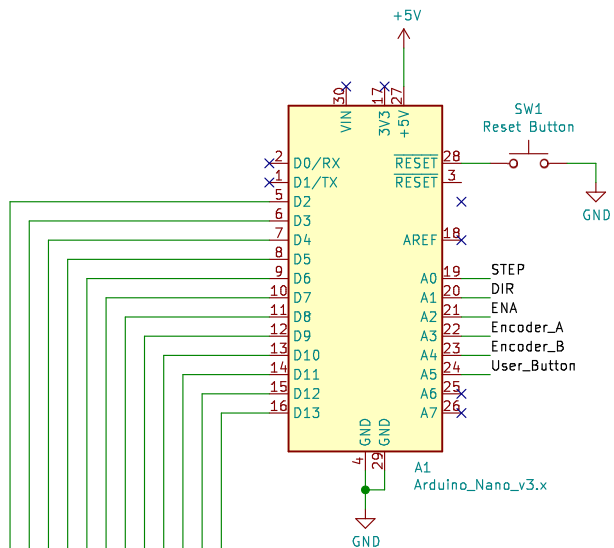 +5V
30
17
27
VIN
3V3
+5V
SW1
Reset Button
2 D0/RX
RESET 28
1 D1/TX
RESET 3
5 D2
GND
6 D3
7 D4
AREF 18
8 D5
9 D6
A0 19 STEP
10 D7
A1 20 DIR
11 D8
A2 21 ENA
12 D9
A3 22 Encoder_A
13 D10
A4 23 Encoder_B
14 D11
A5 24 User_Button
15 D12
A6 25
16 D13
A7 26
GND
GND
4
29
A1
Arduino_Nano_v3.x
GND